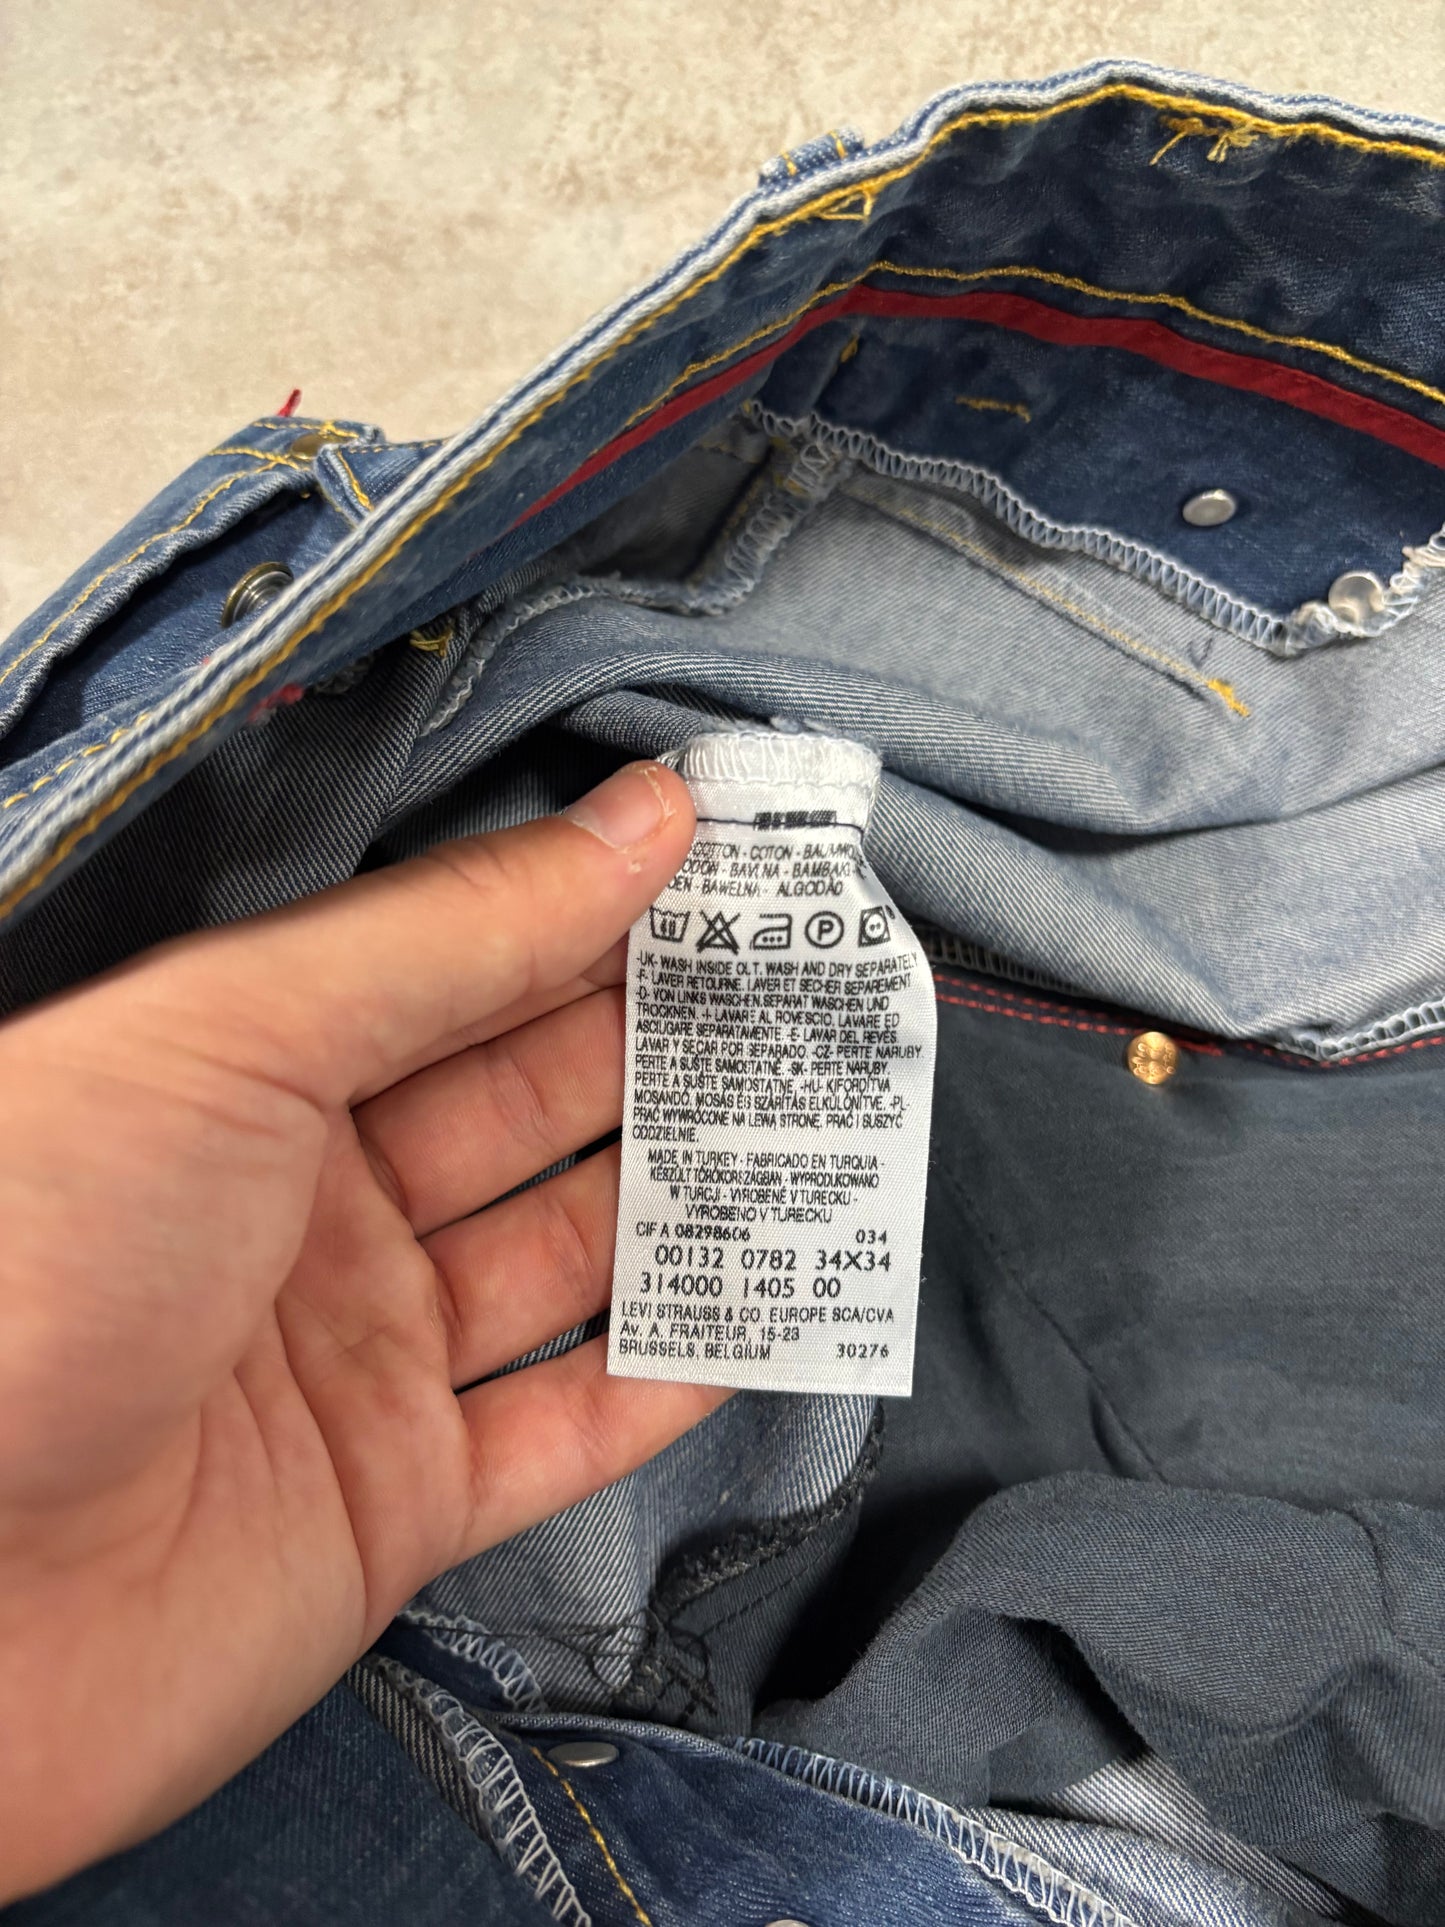 COTTON - COTON - BAUMWOLLE
- BAVLNA - BAMBAKI -
- BAWEŁNA - ALGODÃO
40 P
-UK- WASH INSIDE OUT. WASH AND DRY SEPARATELY
-F- LAVER RETOURNE. LAVER ET SECHER SEPAREMENT.
-D- VON LINKS WASCHEN.SEPARAT WASCHEN UND
TROCKNEN. -I- LAVARE AL ROVESCIO. LAVARE ED
ASCIUGARE SEPARATAMENTE. -E- LAVAR DEL REVÉS.
LAVAR Y SECAR POR SEPARADO. -CZ- PERTE NARUBY.
PERTE A SUŠTE SAMOSTATNĚ. -SK- PERTE NARUBY.
PERTE A SUŠTE SAMOSTATNE. -HU- KIFORDÍTVA
MOSANDÓ. MOSÁS ÉS SZÁRÍTÁS ELKÜLÖNÍTVE. -PL-
PRAĆ WYWRÓCONE NA LEWĄ STRONĘ. PRAĆ I SUSZYĆ
ODDZIELNIE.
MADE IN TURKEY - FABRICADO EN TURQUIA -
KÉSZÜLT TÖRÖKORSZÁGBAN - WYPRODUKOWANO
W TURCJI - VYROBENÉ V TURECKU -
VYROBENO V TURECKU
CIF A 08298606 034
00132 0782 34X34
314000 1405 00
LEVI STRAUSS & CO. EUROPE SCA/CVA
Av. A. FRAITEUR, 15-23
BRUSSELS, BELGIUM 30276